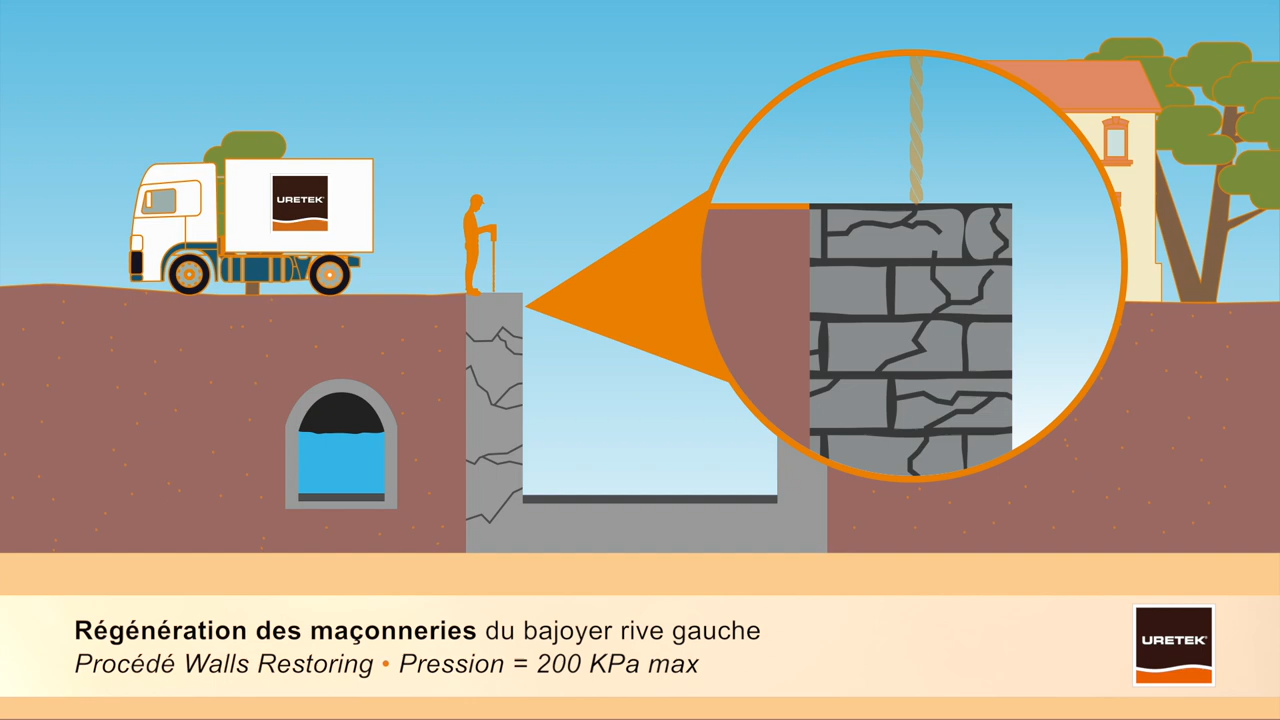 URETEK
Régénération des maçonneries du bajoyer rive gauche
Procédé Walls Restoring • Pression = 200 KPa max
URETEK